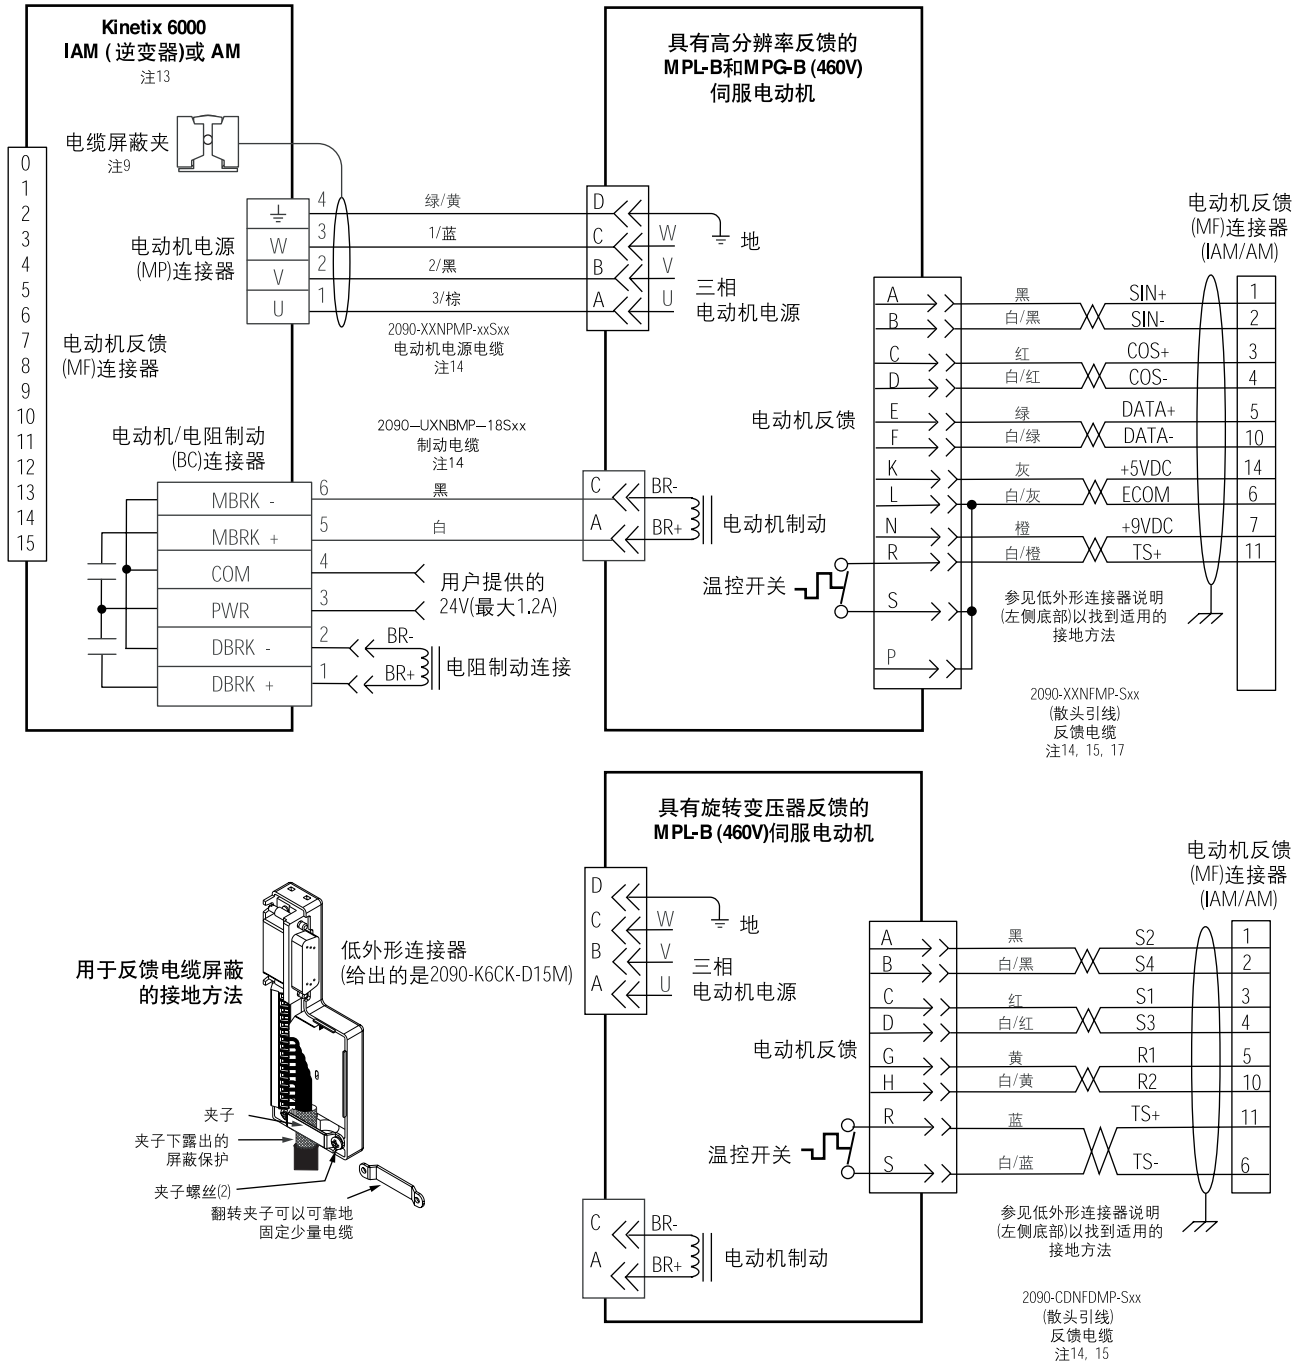 Kinetix 6000
IAM ( 逆变器)或 AM
注13
电缆屏蔽夹
注9
0
1
2
3
4
5
6
7
8
9
10
11
12
13
14
15
电动机电源
(MP)连接器
W
V
U
4
3
2
1
绿/黄
1/蓝
2/黑
3/棕
2090-XXNPMP-xxSxx
电动机电源电缆
注14
电动机反馈
(MF)连接器
电动机/电阻制动
(BC)连接器
MBRK -
MBRK +
COM
PWR
DBRK -
DBRK +
6
5
4
3
2
1
2090–UXNBMP–18Sxx
制动电缆
注14
黑
白
用户提供的
24V(最大1.2A)
BR-
BR+
电阻制动连接
具有高分辨率反馈的
MPL-B和MPG-B (460V)
伺服电动机
D
C
B
A
W
V
U
地
三相
电动机电源
C
A
BR-
BR+
电动机制动
电动机反馈
温控开关
A
B
C
D
E
F
K
L
N
R
S
P
黑
白/黑
红
白/红
绿
白/绿
灰
白/灰
橙
白/橙
SIN+
SIN-
COS+
COS-
DATA+
DATA-
+5VDC
ECOM
+9VDC
TS+
电动机反馈
(MF)连接器
(IAM/AM)
1
2
3
4
5
10
14
6
7
11
参见低外形连接器说明
(左侧底部)以找到适用的
接地方法
2090-XXNFMP-Sxx
(散头引线)
反馈电缆
注14, 15, 17
用于反馈电缆屏蔽
的接地方法
低外形连接器
(给出的是2090-K6CK-D15M)
夹子
夹子下露出的
屏蔽保护
夹子螺丝(2)
翻转夹子可以可靠地
固定少量电缆
具有旋转变压器反馈的
MPL-B (460V)伺服电动机
D
C
B
A
W
V
U
地
三相
电动机电源
电动机反馈
温控开关
C
A
BR-
BR+
电动机制动
A
B
C
D
G
H
R
S
黑
白/黑
红
白/红
黄
白/黄
蓝
白/蓝
S2
S4
S1
S3
R1
R2
TS+
TS-
电动机反馈
(MF)连接器
(IAM/AM)
1
2
3
4
5
10
11
6
参见低外形连接器说明
(左侧底部)以找到适用的
接地方法
2090-CDNFDMP-Sxx
(散头引线)
反馈电缆
注14, 15